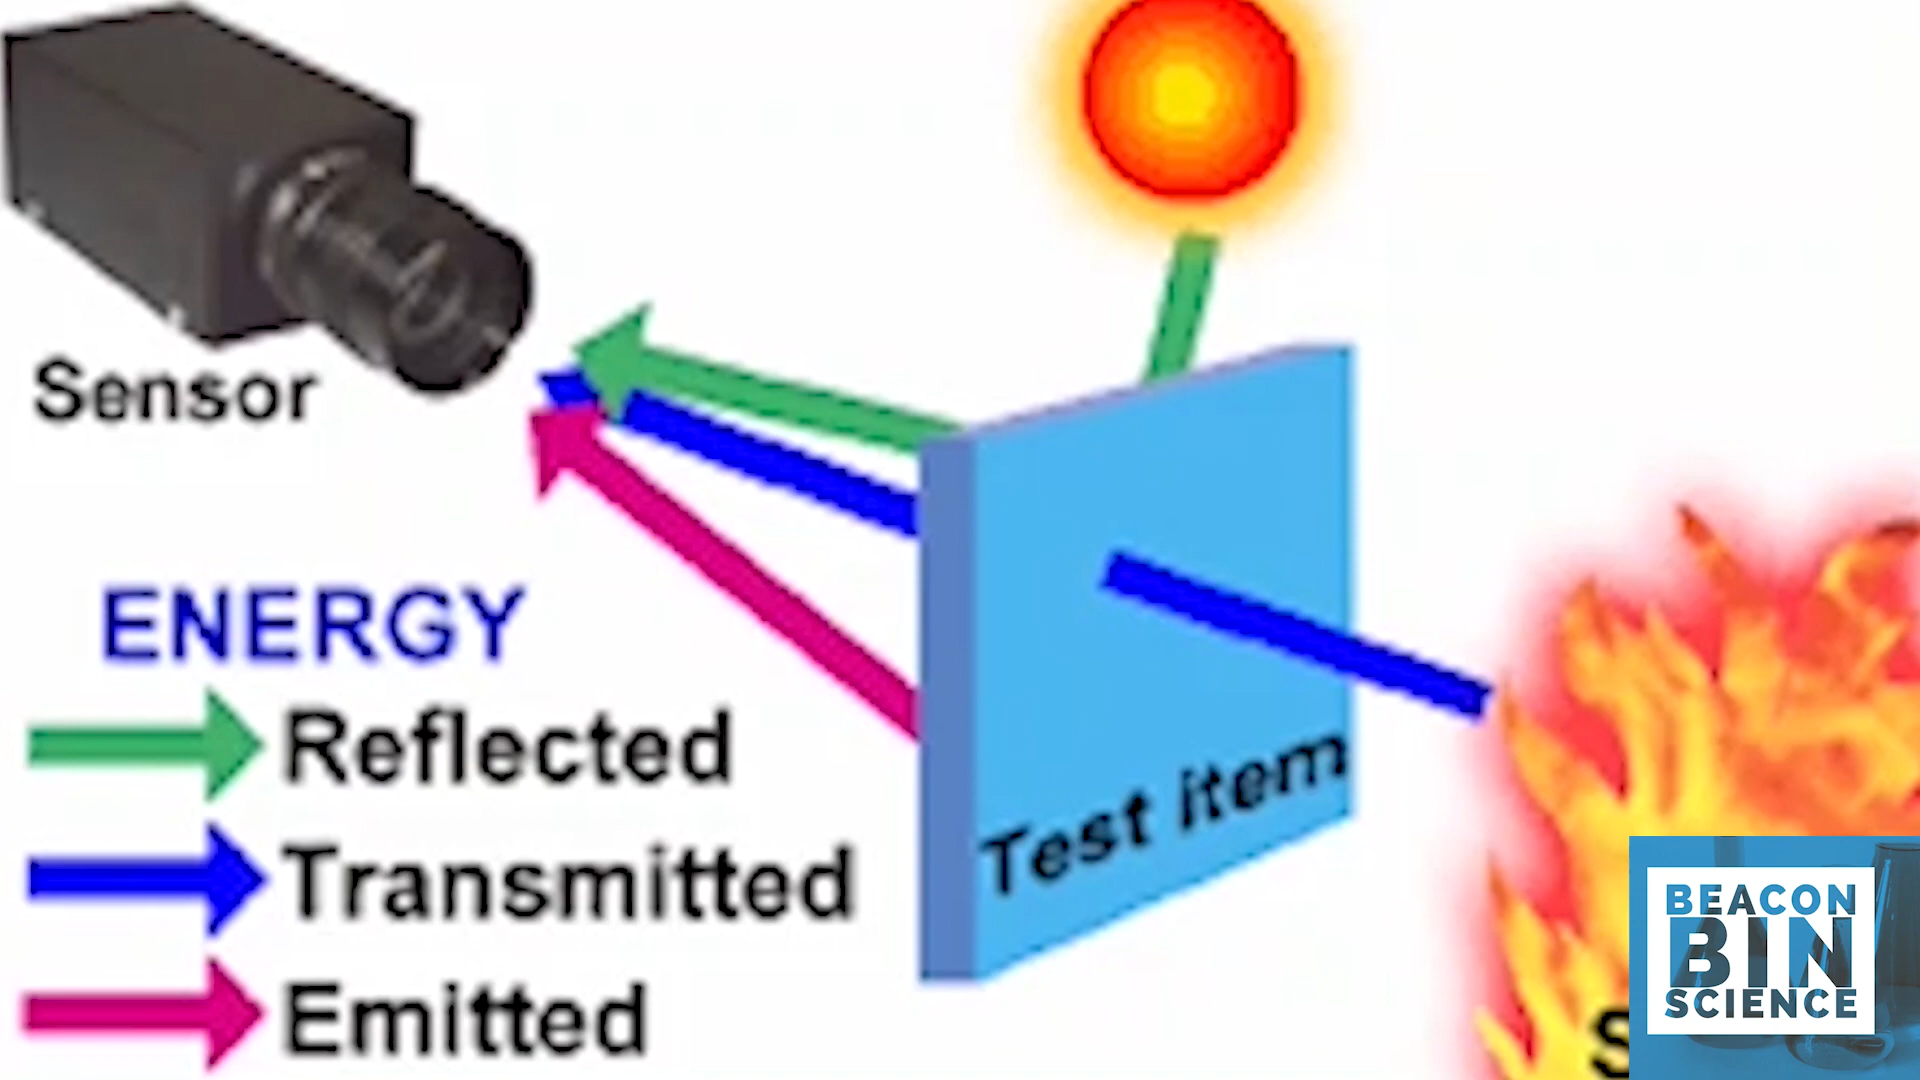 Sensor
ENERGY
Reflected
Transmitted
Emitted
Test item
BEACON
BIN
SCIENCE